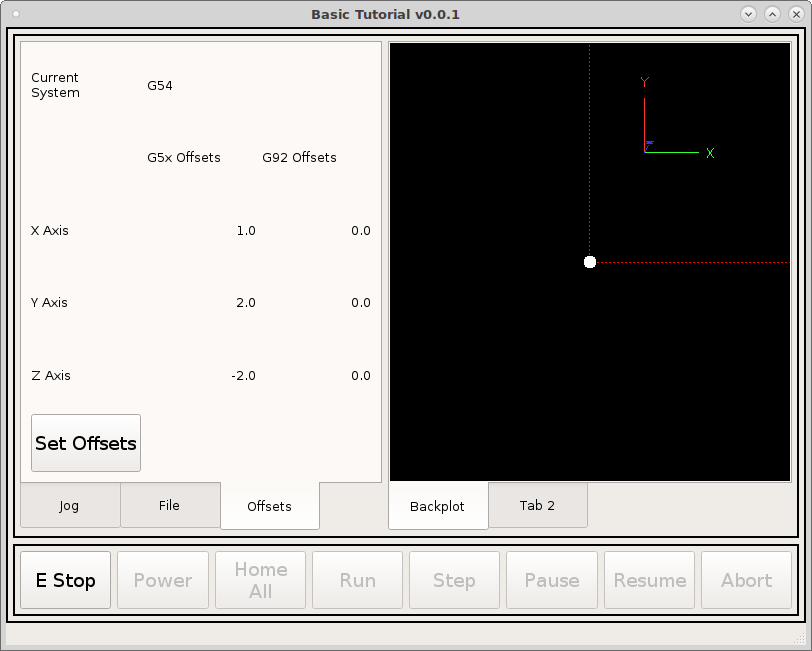 Basic Tutorial v0.0.1
Current
System
G54
G5x Offsets G92 Offsets
X Axis 1.0 0.0
Y Axis 2.0 0.0
Z Axis -2.0 0.0
Set Offsets
Jog File Offsets
Y
Z
X
Backplot Tab 2
E Stop Power Home All Run Step Pause Resume Abort